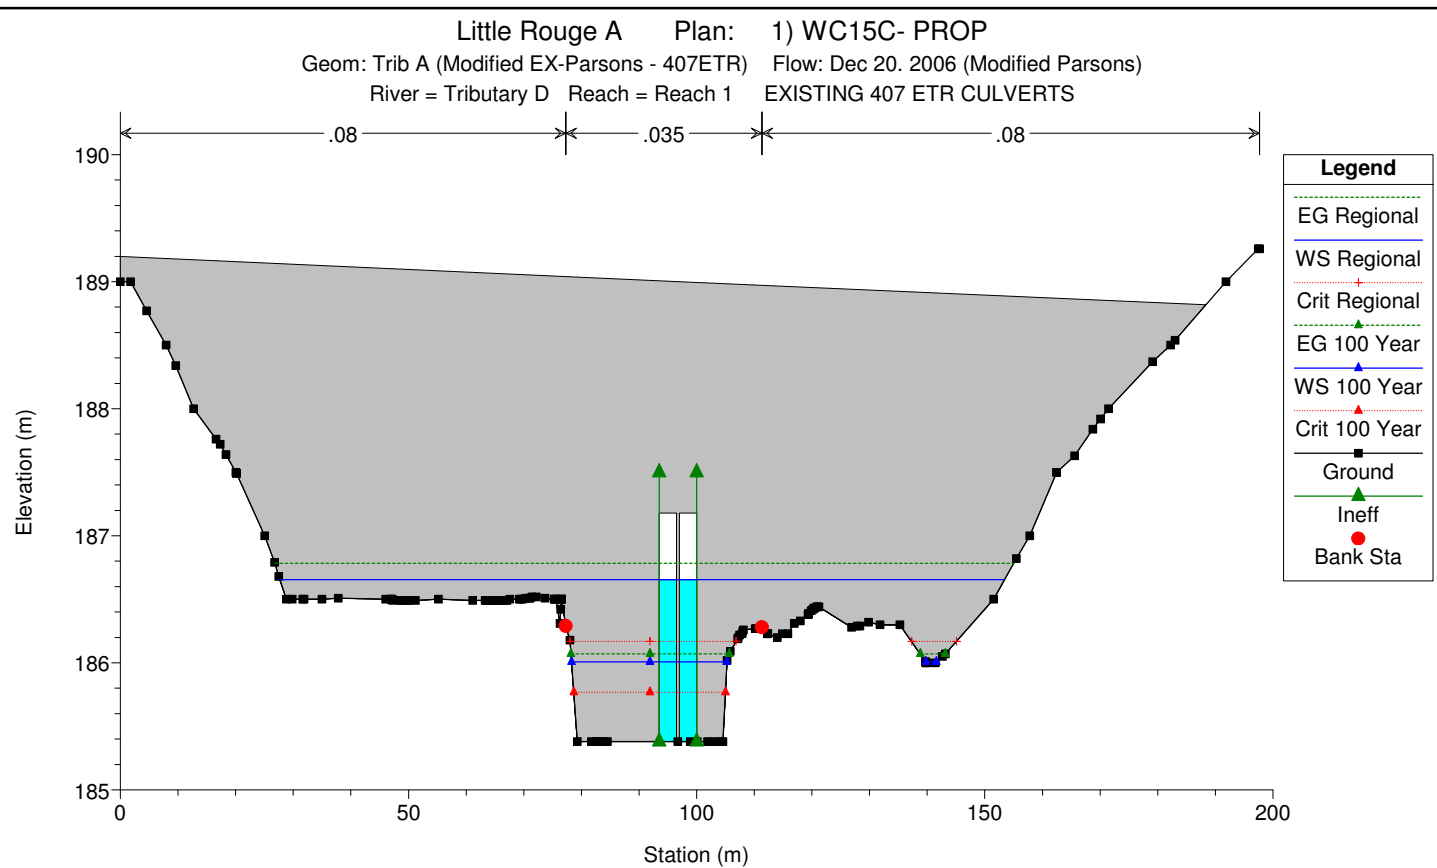 Little Rouge A Plan: 1) WC15C- PROP
Geom: Trib A (Modified EX-Parsons - 407ETR) Flow: Dec 20. 2006 (Modified Parsons)
River = Tributary D Reach = Reach 1 EXISTING 407 ETR CULVERTS
.08 .035 .08
190
189
188
187
186
185
Elevation (m)
0 50 100 150 200
Station (m)
Legend
EG Regional
WS Regional
Crit Regional
EG 100 Year
WS 100 Year
Crit 100 Year
Ground
Ineff
Bank Sta